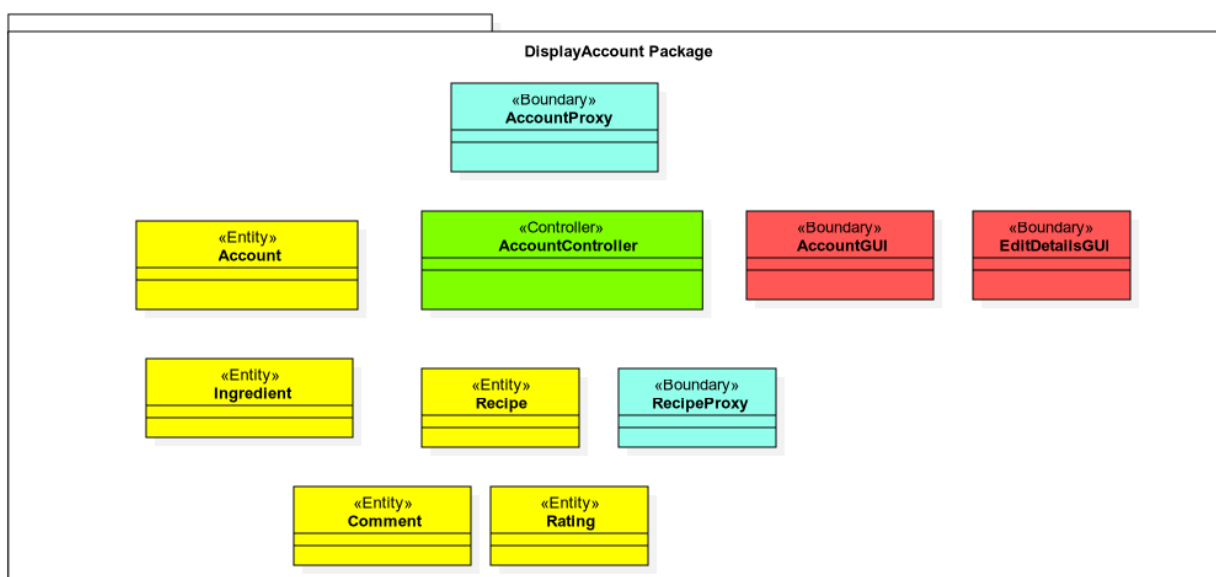 DisplayAccount Package
«Boundary»
AccountProxy
«Entity»
Account
«Controller»
AccountController
«Boundary»
AccountGUI
«Boundary»
EditDetailsGUI
«Entity»
Ingredient
«Entity»
Recipe
«Boundary»
RecipeProxy
«Entity»
Comment
«Entity»
Rating